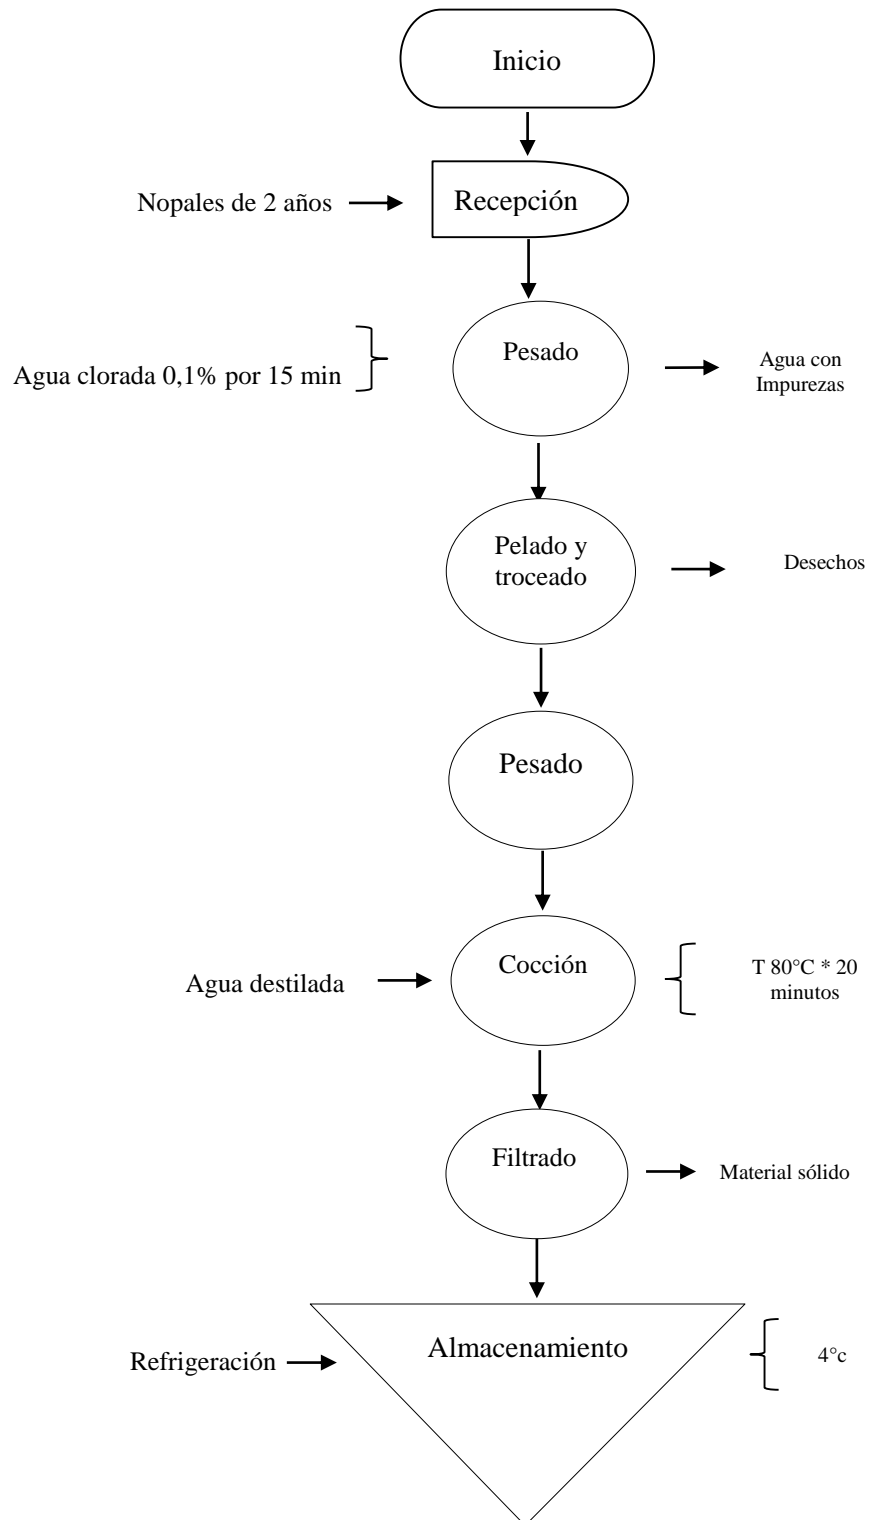 Inicio
Nopales de 2 años
Recepción
Pesado
Agua clorada 0,1% por 15 min
Agua con
Impurezas
Pelado y
troceado
Desechos
Pesado
Cocción
Agua destilada
T 80°C * 20
minutos
Filtrado
Material sólido
Almacenamiento
Refrigeración
4°c